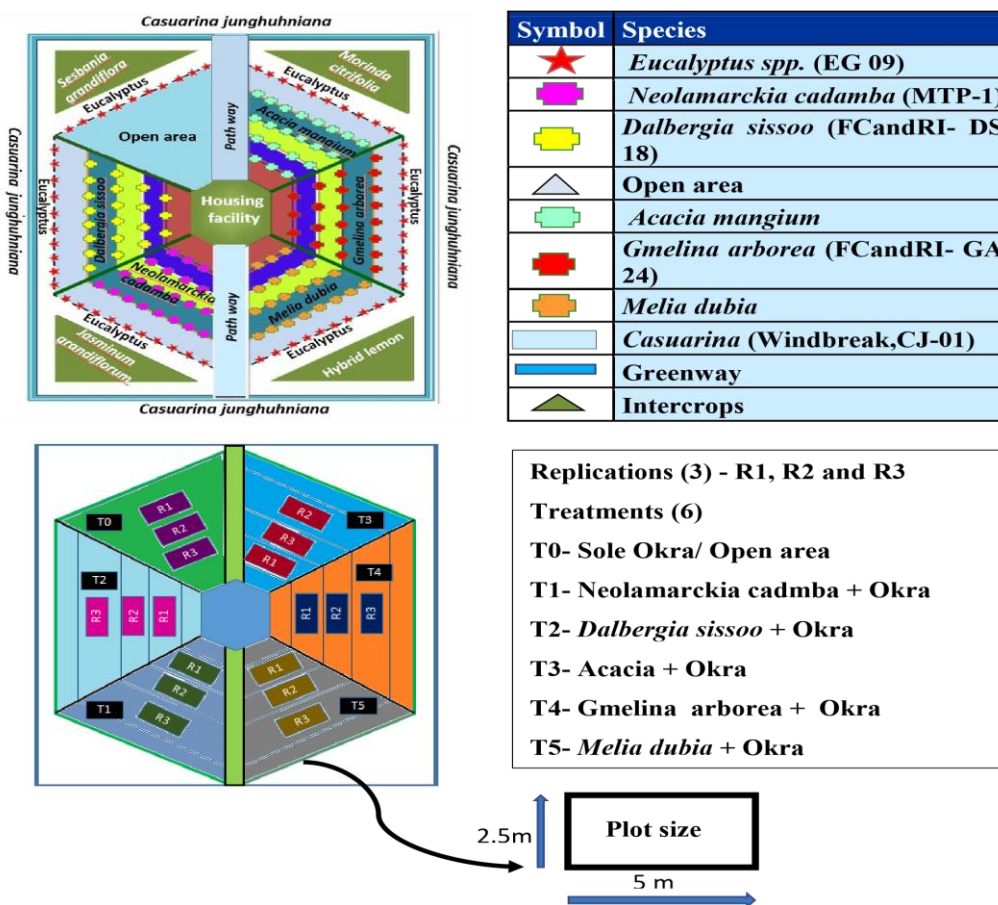 Casuarina junghuhniana
Sesbania
grandiflora
Morinda
citrifolia
Eucalyptus
Eucalyptus
Open area
Path way
Acacia mangium
Casuarina junghuhniana
Eucalyptus
Dalbergia sissoo
Housing
facility
Gmelina arborea
Eucalyptus
Casuarina junghuhniana
Neolamarckia
cadamba
Path way
Melia dubia
Eucalyptus
Eucalyptus
Jasminum
grandiflorum
Hybrid lemon
Casuarina junghuhniana
Symbol Species
Eucalyptus spp. (EG 09)
Neolamarckia cadamba (MTP-1)
Dalbergia sissoo (FCandRI- DS
18)
Open area
Acacia mangium
Gmelina arborea (FCandRI- GA
24)
Melia dubia
Casuarina (Windbreak,CJ-01)
Greenway
Intercrops
T0
R1
R2
R3
R2
R3
R1
T3
T2
R3
R2
R1
T4
R1
R2
R3
T1
R1
R2
R3
R1
R2
R3
T5
Replications (3) - R1, R2 and R3
Treatments (6)
T0- Sole Okra/ Open area
T1- Neolamarckia cadmba + Okra
T2- Dalbergia sissoo + Okra
T3- Acacia + Okra
T4- Gmelina arborea + Okra
T5- Melia dubia + Okra
2.5m
Plot size
5 m